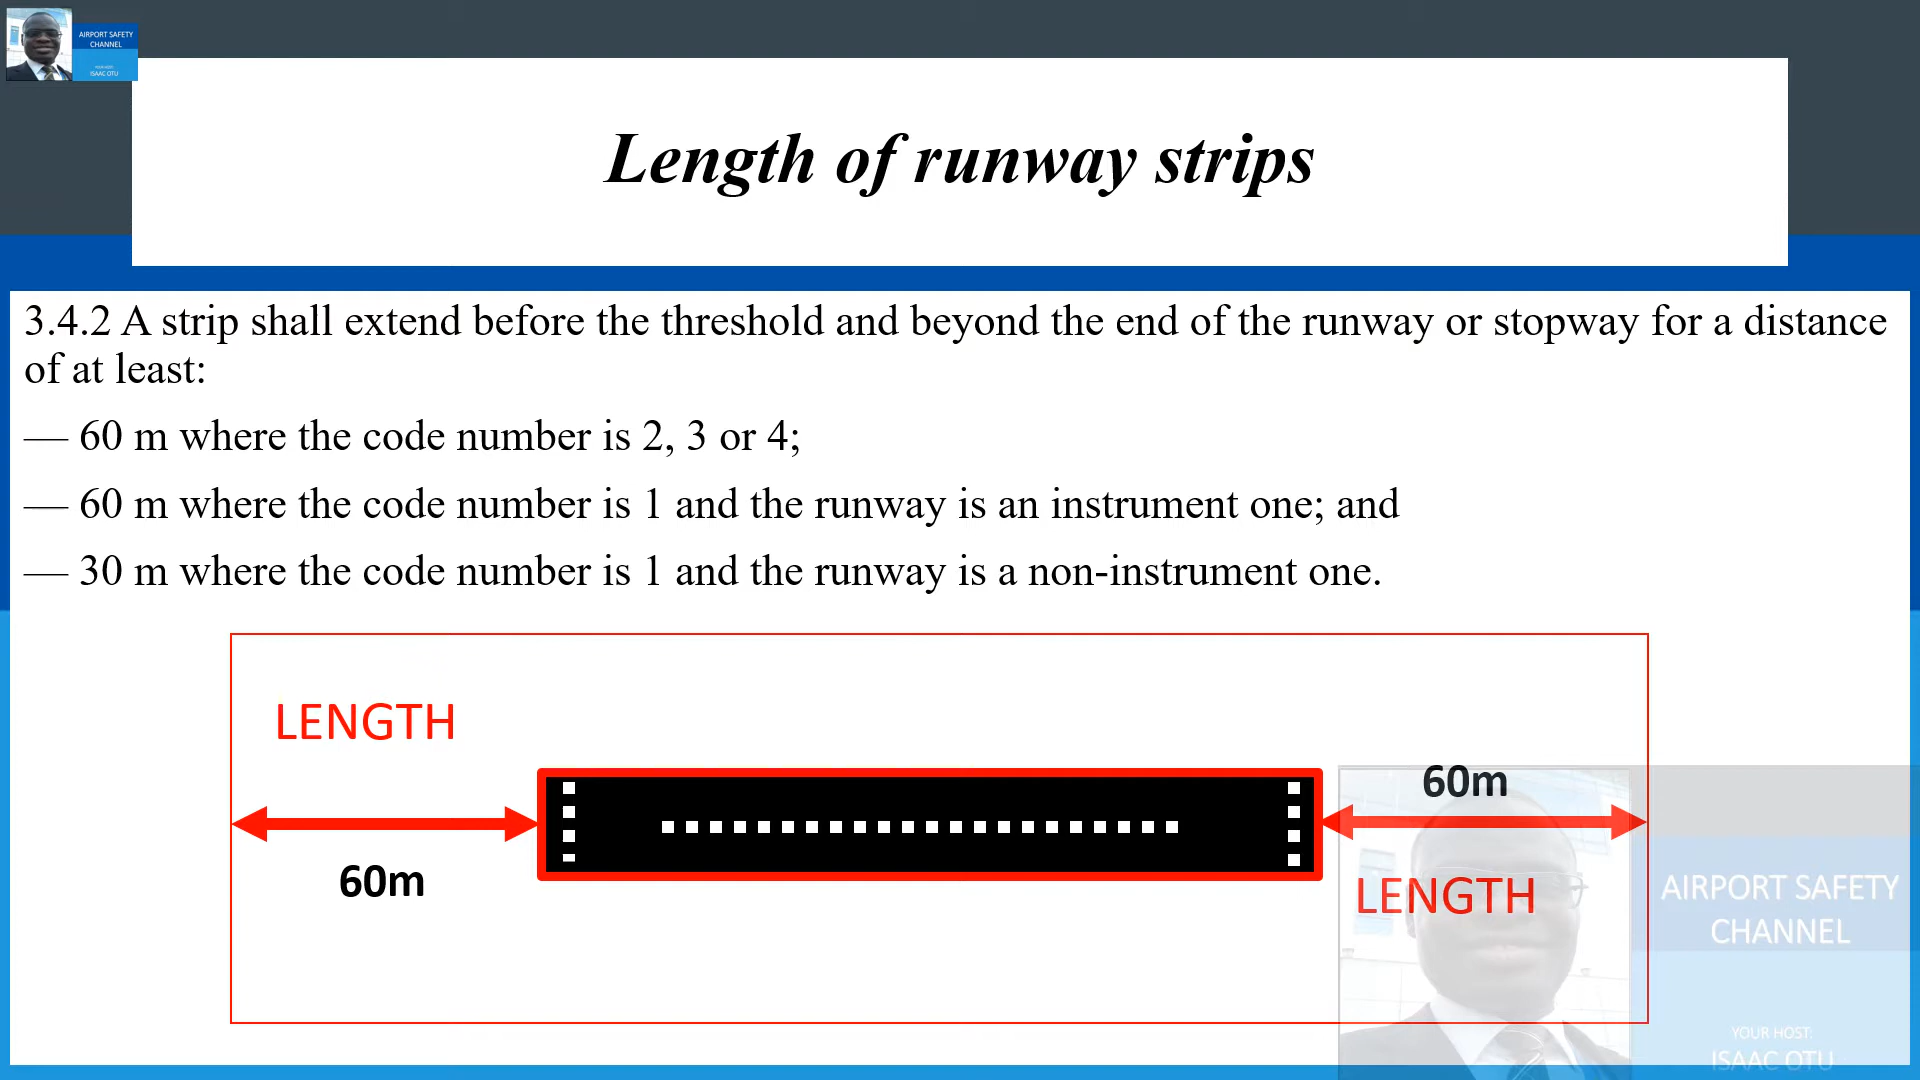 AIRPORT SAFETY
CHANNEL
YOUR HOST:
ISAAC OTU
Length of runway strips
3.4.2 A strip shall extend before the threshold and beyond the end of the runway or stopway for a distance
of at least:
— 60 m where the code number is 2, 3 or 4;
— 60 m where the code number is 1 and the runway is an instrument one; and
— 30 m where the code number is 1 and the runway is a non-instrument one.
LENGTH
60m
60m
LENGTH
AIRPORT SAFETY
CHANNEL
YOUR HOST:
ISAAC OTU